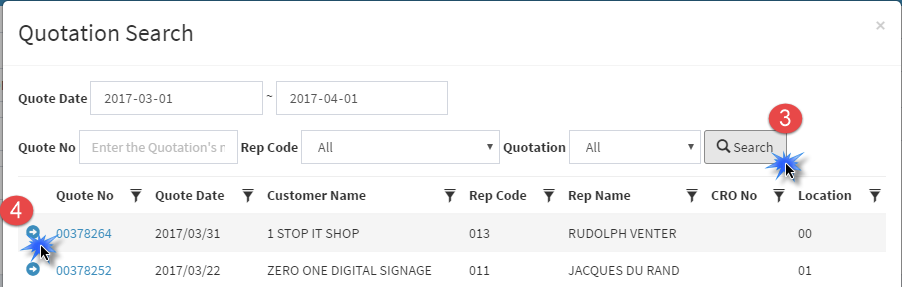 Quotation Search ×
Quote Date 2017-03-01 ~ 2017-04-01
3
Quote No Enter the Quotation's n Rep Code All Quotation All Search
Quote No Quote Date Customer Name Rep Code Rep Name CRO No Location
4
00378264 2017/03/31 1 STOP IT SHOP 013 RUDOLPH VENTER 00
00378252 2017/03/22 ZERO ONE DIGITAL SIGNAGE 011 JACQUES DU RAND 01